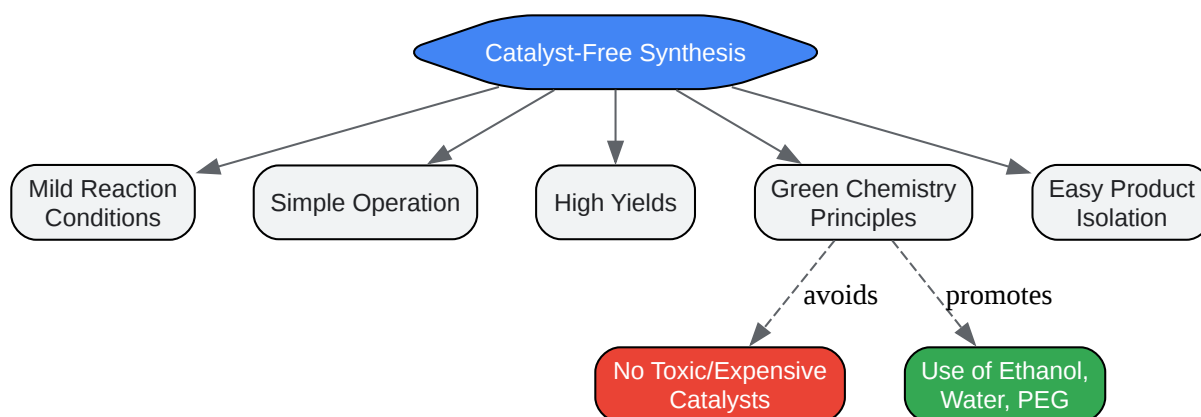 Catalyst-Free Synthesis
Mild Reaction
Conditions
Simple Operation
High Yields
Green Chemistry
Principles
Easy Product
Isolation
avoids
promotes
No Toxic/Expensive
Catalysts
Use of Ethanol,
Water, PEG